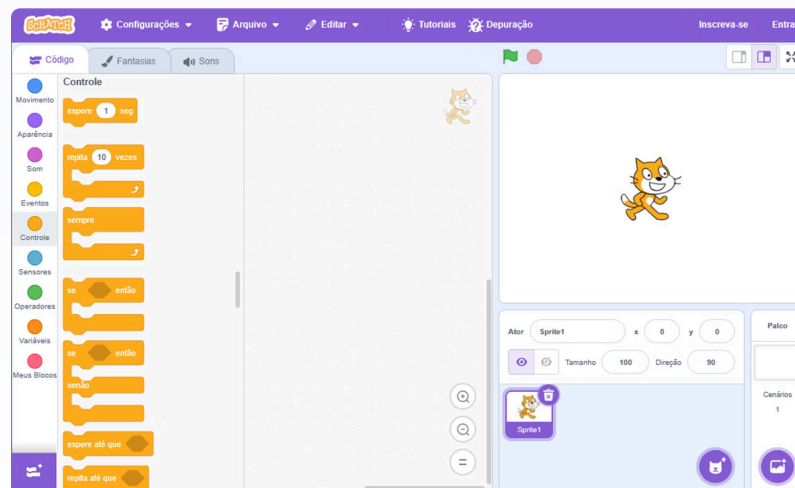 SCRATCH
Configurações
Arquivo
Editar
Tutoriais
Depuração
Inscreva-se
Entra
Código
Fantasias
Sons
Movimento
Aparência
Som
Eventos
Controle
Sensores
Operadores
Variáveis
Meus Blocos
Controle
espere 1 seg
repita 10 vezes
sempre
se então
se então
senão
espere até que
repita até que
Ator Sprite1 x 0 y 0
Tamanho 100 Direção 90
Sprite1
Palco
Cenários
1